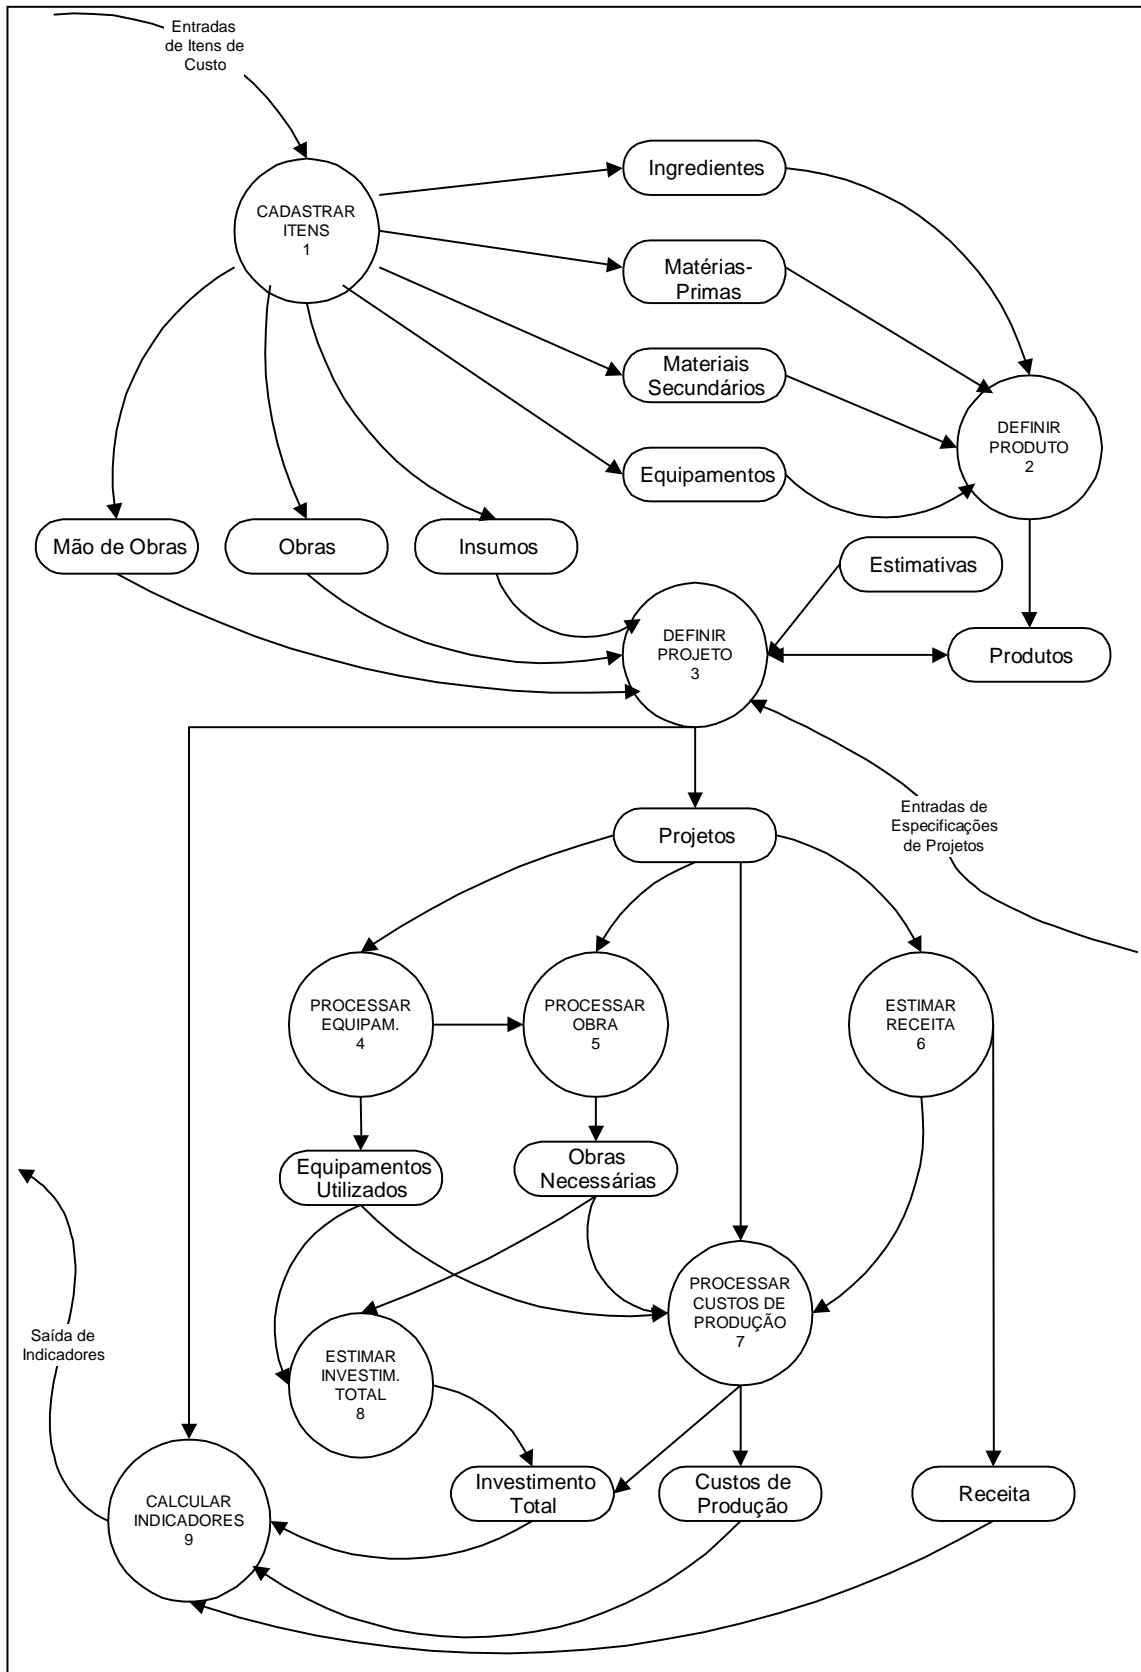 Entradas
de Itens de
Custo
CADASTRAR
ITENS
1
Ingredientes
Matérias-
Primas
Materiais
Secundários
Equipamentos
DEFINIR
PRODUTO
2
Mão de Obras
Obras
Insumos
Estimativas
DEFINIR
PROJETO
3
Produtos
Entradas de
Especificações
de Projetos
Projetos
PROCESSAR
EQUIPAM.
4
PROCESSAR
OBRA
5
ESTIMAR
RECEITA
6
Equipamentos
Utilizados
Obras
Necessárias
PROCESSAR
CUSTOS DE
PRODUÇÃO
7
Saída de
Indicadores
ESTIMAR
INVESTIM.
TOTAL
8
CALCULAR
INDICADORES
9
Investimento
Total
Custos de
Produção
Receita